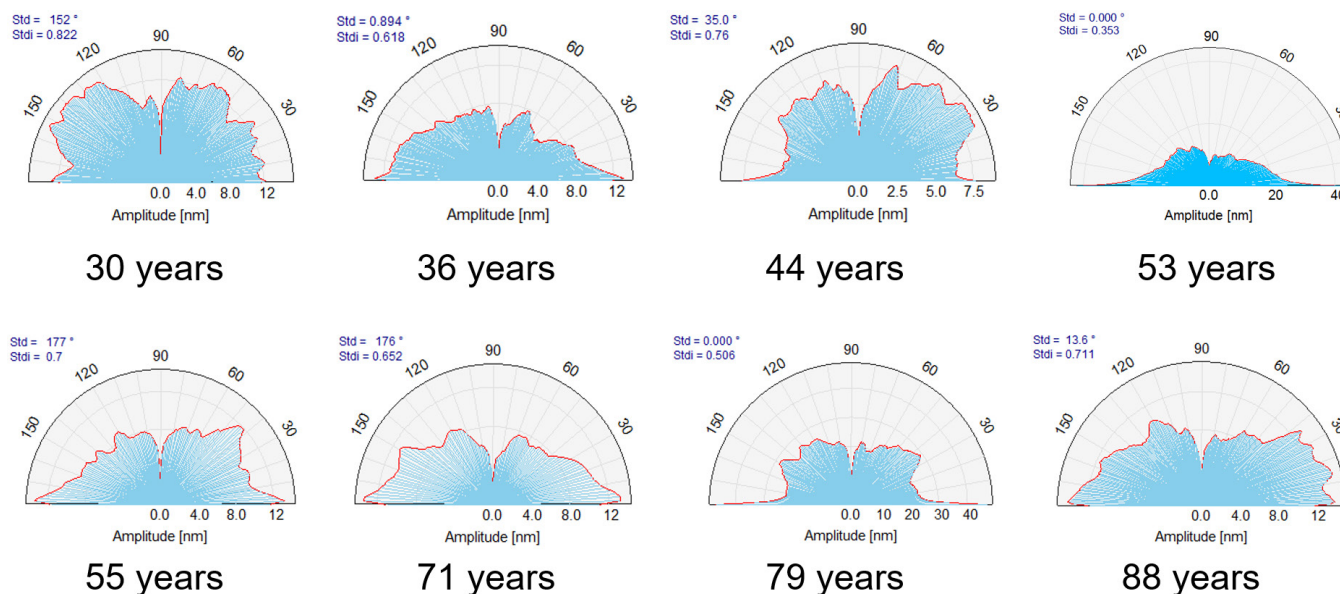 Std = 152 °
Stdi = 0.822
90
120
60
150
30
0.0 4.0 8.0 12
Amplitude [nm]
30 years
Std = 0.894 °
Stdi = 0.618
90
120
60
150
30
0.0 4.0 8.0 12
Amplitude [nm]
36 years
Std = 35.0 °
Stdi = 0.76
90
120
60
150
30
0.0 2.5 5.0 7.5
Amplitude [nm]
44 years
Std = 0.000 °
Stdi = 0.353
90
120
60
150
0.0 20 40
Amplitude [nm]
53 years
Std = 177 °
Stdi = 0.7
90
120
60
150
30
0.0 4.0 8.0 12
Amplitude [nm]
55 years
Std = 176 °
Stdi = 0.652
90
120
60
150
30
0.0 4.0 8.0 12
Amplitude [nm]
71 years
Std = 0.000 °
Stdi = 0.506
90
120
60
150
30
0.0 10 20 30 40
Amplitude [nm]
79 years
Std = 13.6 °
Stdi = 0.711
90
120
60
150
30
0.0 4.0 8.0 12
Amplitude [nm]
88 years